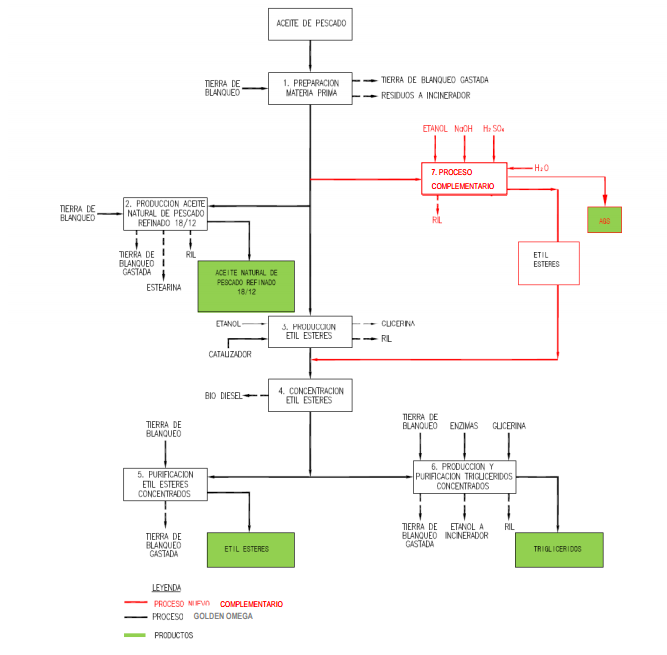 ACEITE DE PESCADO
TIERRA DE
BLANQUEO
1. PREPARACION
MATERIA PRIMA
TIERRA DE BLANQUEO GASTADA
RESIDUOS A INCINERADOR
ETANOL NaOH H2SO4
7. PROCESO
COMPLEMENTARIO
H2O
RIL
AGS
ETIL
ESTERES
TIERRA DE
BLANQUEO
2. PRODUCCION ACEITE
NATURAL DE PESCADO
REFINADO 18/12
TIERRA DE
BLANQUEO
GASTADA
ESTEARINA
RIL
ACEITE NATURAL DE
PESCADO REFINADO
18/12
ETANOL
CATALIZADOR
3. PRODUCCION
ETIL ESTERES
GLICERINA
RIL
BIO DIESEL
4. CONCENTRACION
ETIL ESTERES
TIERRA DE
BLANQUEO
5. PURIFICACION
ETIL ESTERES
CONCENTRADOS
TIERRA DE
BLANQUEO
GASTADA
ETIL ESTERES
TIERRA DE
BLANQUEO
ENZIMAS
GLICERINA
6. PRODUCCION Y
PURIFICACION TRIGLICERIDOS
CONCENTRADOS
TIERRA DE
BLANQUEO
GASTADA
ETANOL A
INCINERADOR
RIL
TRIGLICERIDOS
LEYENDA
PROCESO NUEVO COMPLEMENTARIO
PROCESO GOLDEN OMEGA
PRODUCTOS